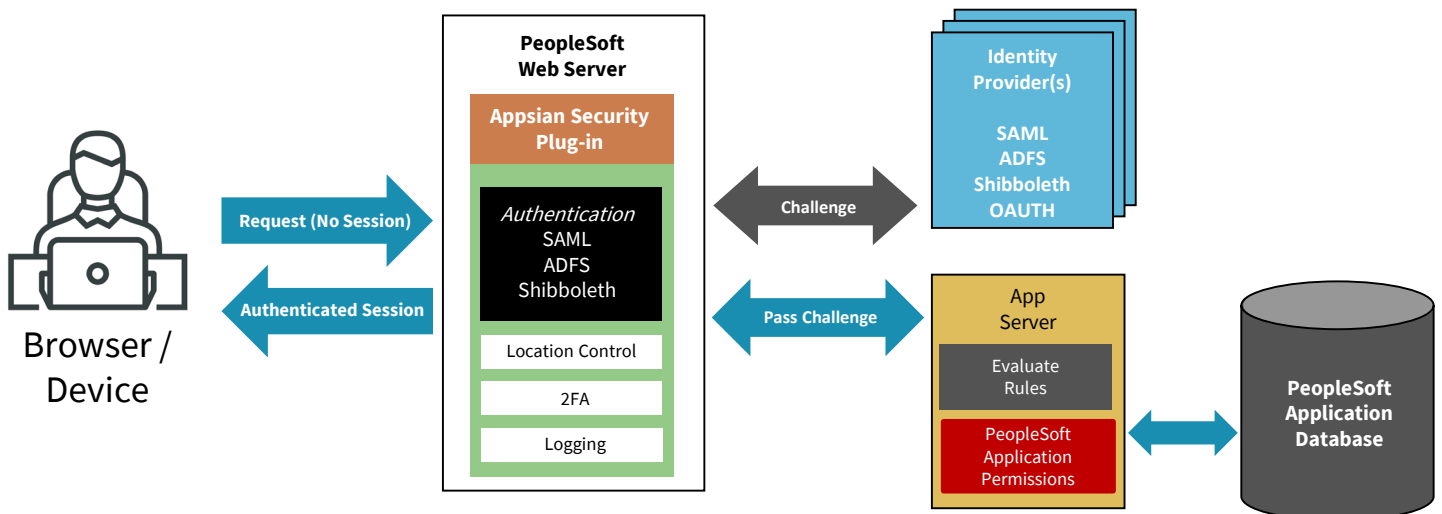 Browser /
Device
Request (No Session)
Authenticated Session
PeopleSoft
Web Server
Appsian Security
Plug-in
Authentication
SAML
ADFS
Shibboleth
Location Control
2FA
Logging
Challenge
Pass Challenge
Identity
Provider(s)
SAML
ADFS
Shibboleth
OAUTH
App
Server
Evaluate
Rules
PeopleSoft
Application
Permissions
PeopleSoft
Application
Database